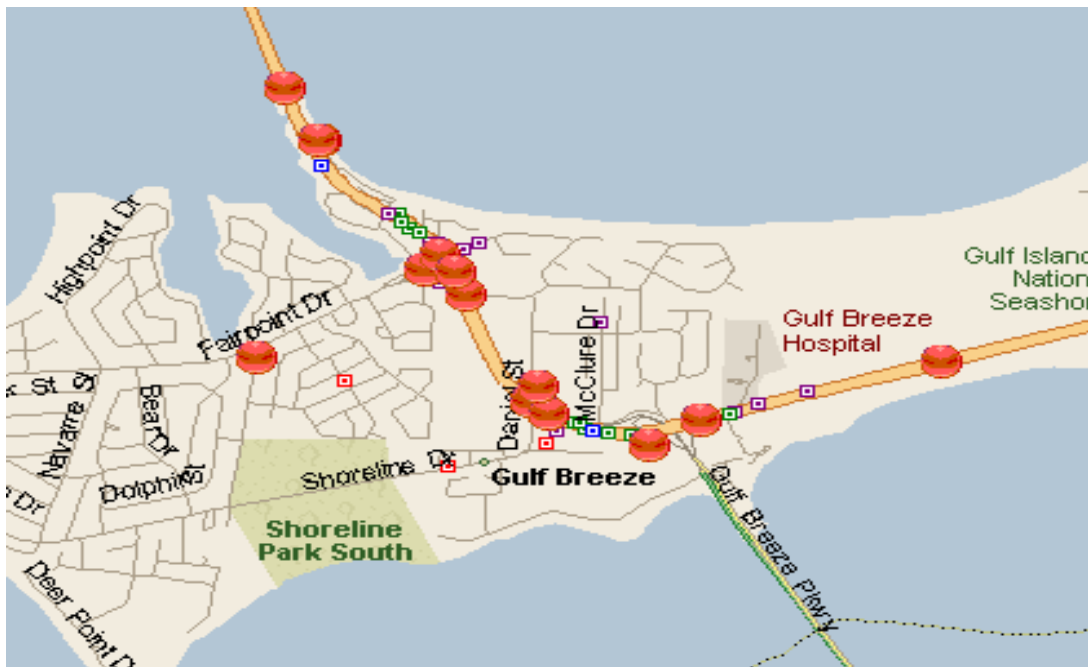 Highpoint Dr
Gulf Island
Nation
Seashor
Fairpoint Dr
Gulf Breeze
Hospital
McClure Dr
Daniel St
k St
Navarre St
Bear Dr
Dolphin St
Shoreline Dr
Gulf Breeze
Gulf Breeze Pkwy
e Dr
Shoreline
Park South
Deer Point Dr